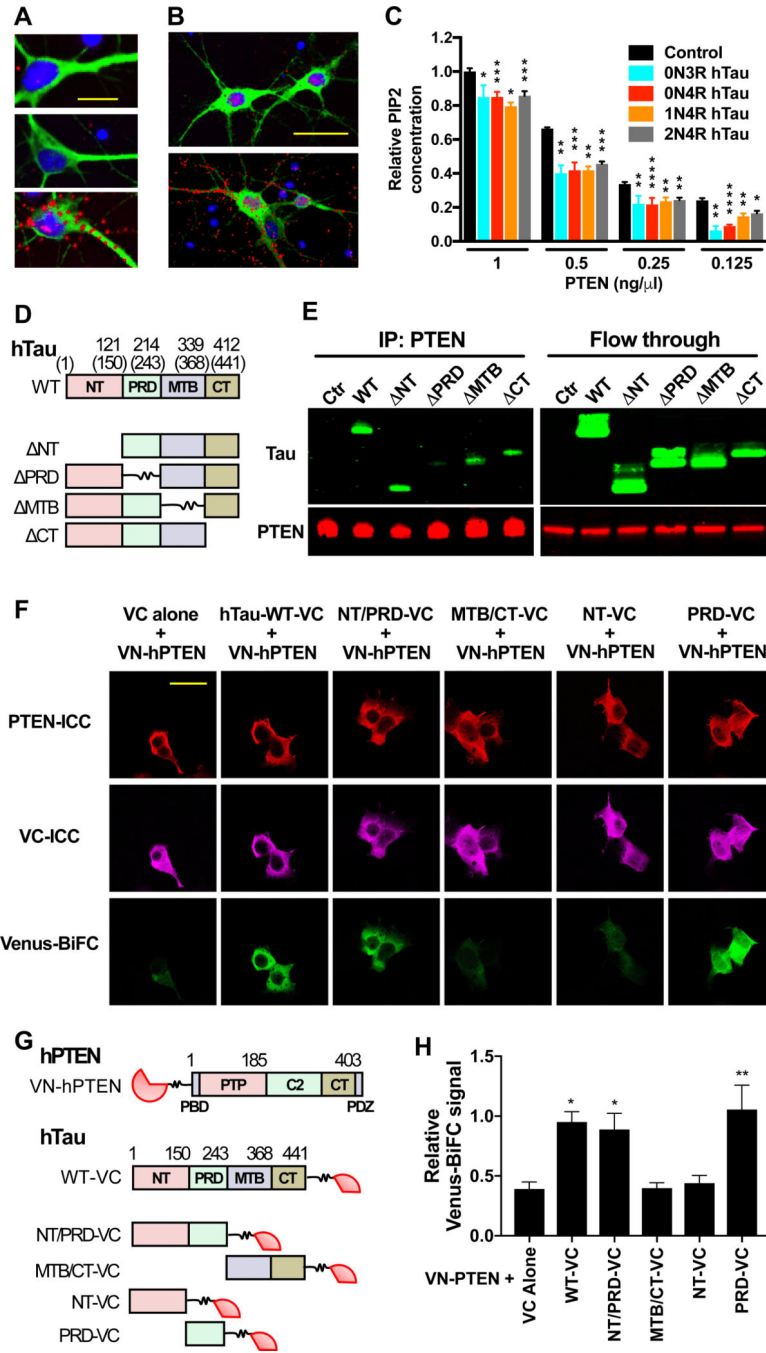 A
B
C
Relative PIP2
concentration
1.2
1.0
0.8
0.6
0.4
0.2
0.0
* *** * ***
** *** ** ***
** **** ** **
** **** ** *
Control
0N3R hTau
0N4R hTau
1N4R hTau
2N4R hTau
1 0.5 0.25 0.125
PTEN (ng/μl)
D
hTau 121 214 339 412
(1) (150) (243) (368) (441)
WT NT PRD MTB CT
ΔNT
ΔPRD
ΔMTB
ΔCT
E
IP: PTEN Flow through
Ctr WT ΔNT ΔPRD ΔMTB ΔCT Ctr WT ΔNT ΔPRD ΔMTB ΔCT
Tau
PTEN
F
VC alone hTau-WT-VC NT/PRD-VC MTB/CT-VC NT-VC PRD-VC
+ + + + + +
VN-hPTEN VN-hPTEN VN-hPTEN VN-hPTEN VN-hPTEN VN-hPTEN
PTEN-ICC
VC-ICC
Venus-BiFC
G
hPTEN 1 185 403
VN-hPTEN PTP C2 CT
PBD PDZ
hTau
1 150 243 368 441
WT-VC NT PRD MTB CT
NT/PRD-VC
MTB/CT-VC
NT-VC
PRD-VC
H
Relative
Venus-BiFC signal
1.5
1.0
0.5
0.0
* * **
VN-PTEN + VC Alone WT-VC NT/PRD-VC MTB/CT-VC NT-VC PRD-VC